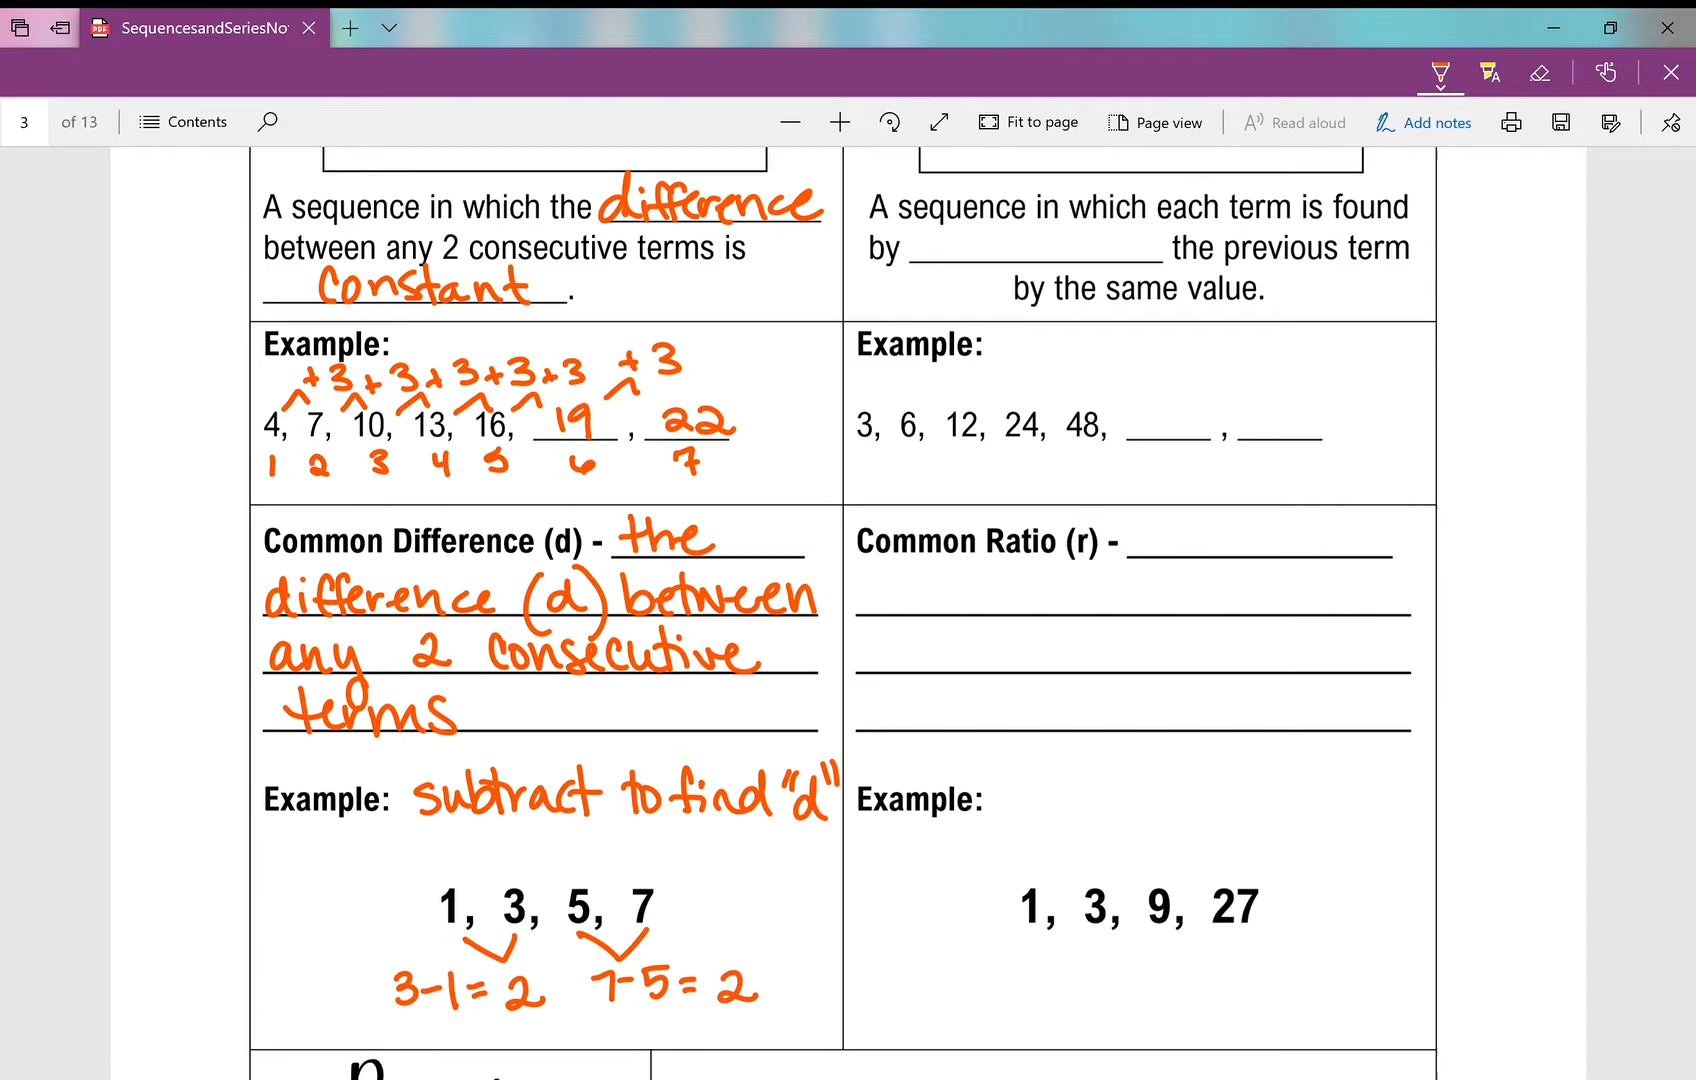 SequencesandSeriesNo
3 of 13 Contents Fit to page Page view Read aloud Add notes
A sequence in which the difference
between any 2 consecutive terms is
constant.
Example:
+3 +3 +3 +3 +3 +3
4, 7, 10, 13, 16, 19, 22
1 2 3 4 5 6 7
Common Difference (d) - the
difference (d) between
any 2 consecutive
terms
Example: subtract to find "d"
1, 3, 5, 7
3-1=2 7-5=2
A sequence in which each term is found
by ______________ the previous term
by the same value.
Example:
3, 6, 12, 24, 48, _____ , _____
Common Ratio (r) - _______________
Example:
1, 3, 9, 27